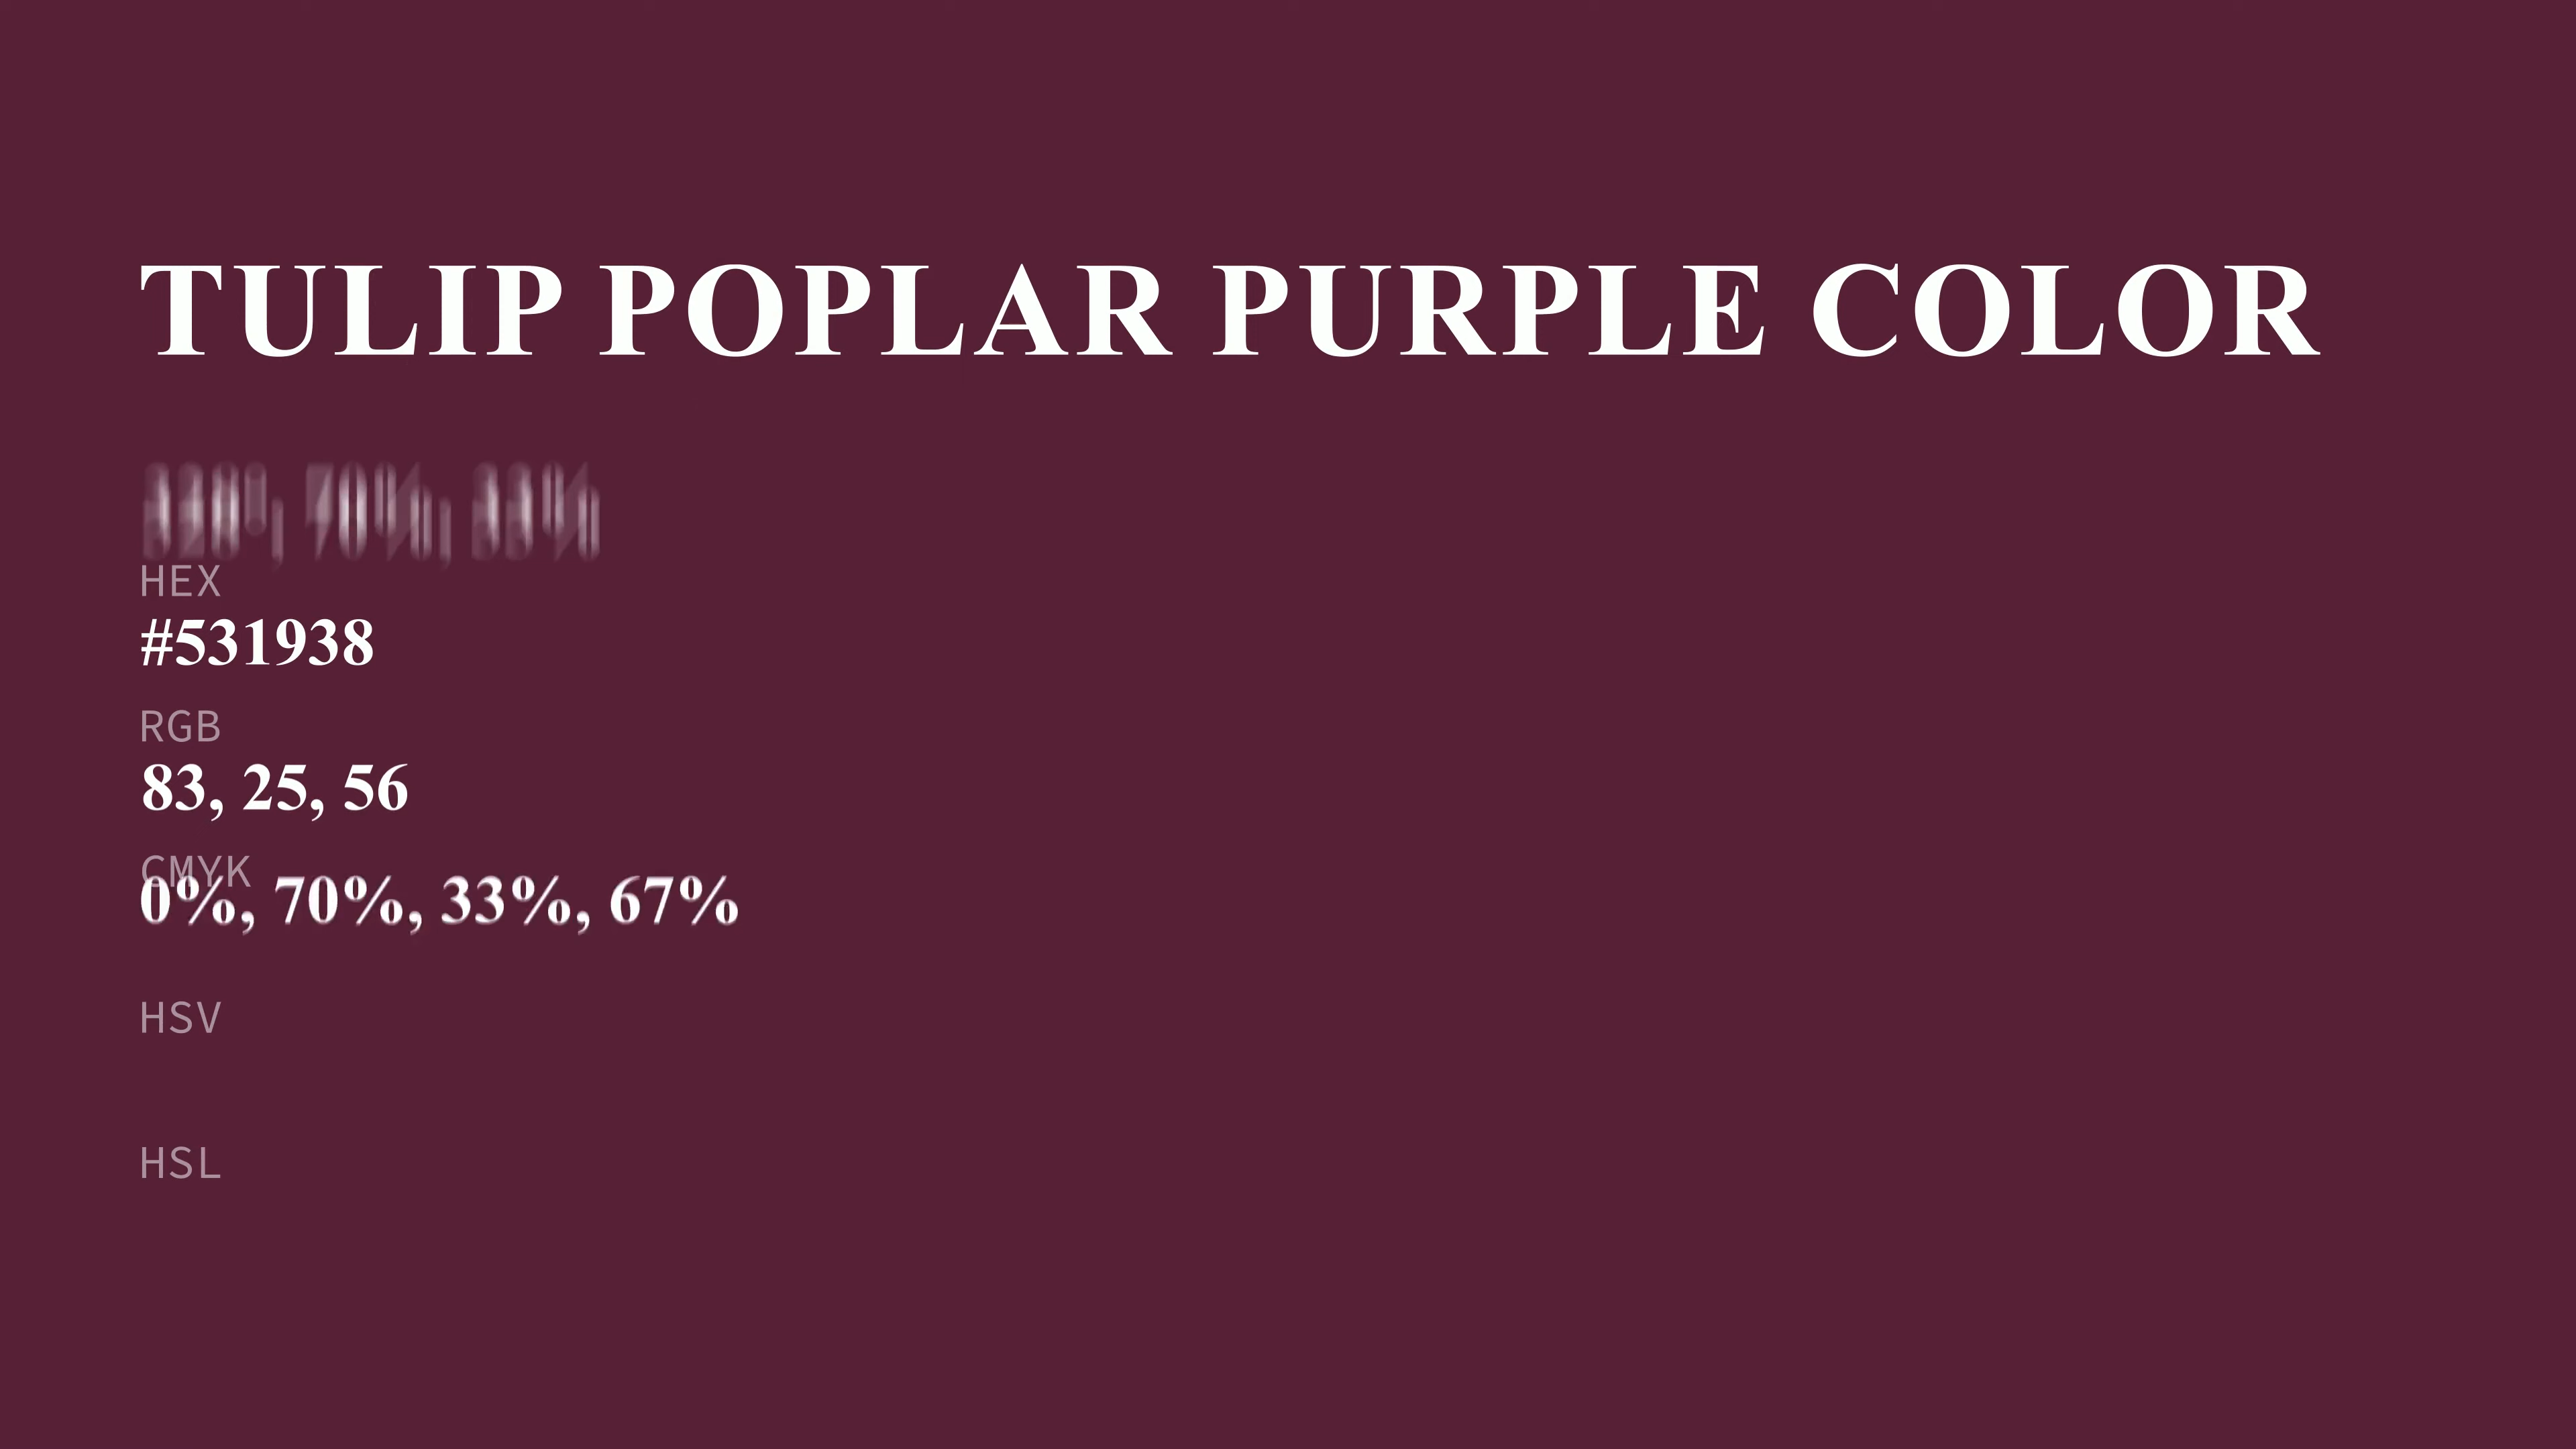 TULIP POPLAR PURPLE COLOR
HEX
#531938
RGB
83, 25, 56
CMYK
0%, 70%, 33%, 67%
HSV
HSL